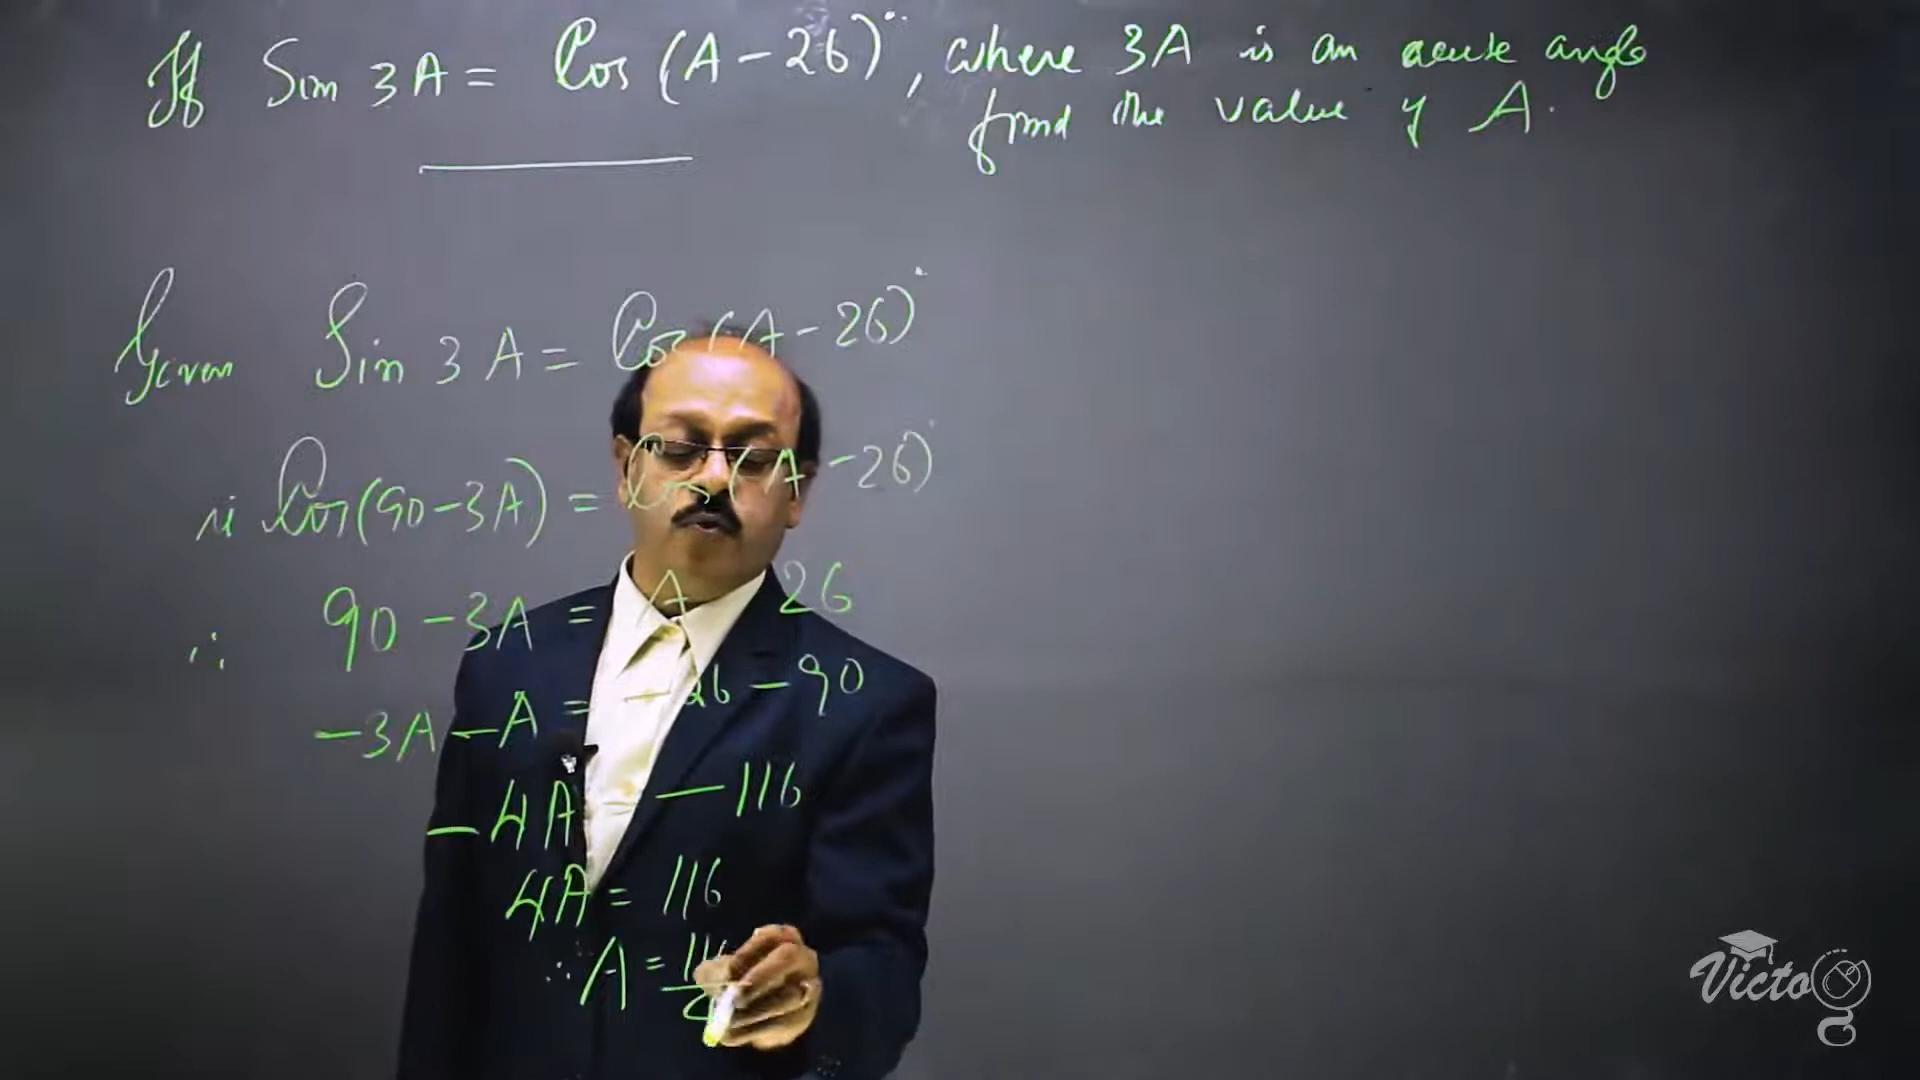 If Sin 3A = Cos (A - 26)°, where 3A is an acute angle
find the value of A.
Given Sin 3A = Cos (A - 26)°
ie Cos(90-3A) = Cos (A - 26)°
∴ 90 - 3A = A 26
-3A - A = - 26 - 90
- 4A = - 116
4A = 116
∴ A = 116/4
Victo